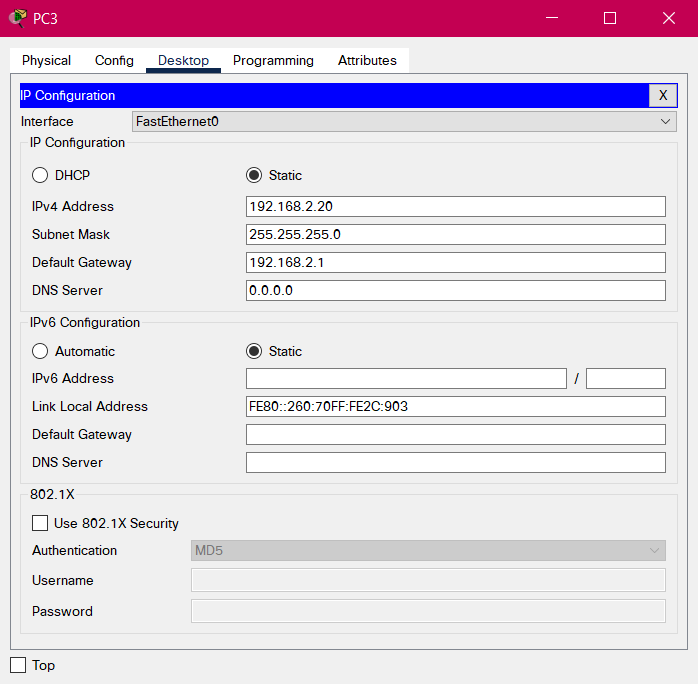 PC3
Physical Config Desktop Programming Attributes
IP Configuration X
Interface FastEthernet0
IP Configuration
DHCP Static
IPv4 Address 192.168.2.20
Subnet Mask 255.255.255.0
Default Gateway 192.168.2.1
DNS Server 0.0.0.0
IPv6 Configuration
Automatic Static
IPv6 Address /
Link Local Address FE80::260:70FF:FE2C:903
Default Gateway
DNS Server
802.1X
Use 802.1X Security
Authentication MD5
Username
Password
Top